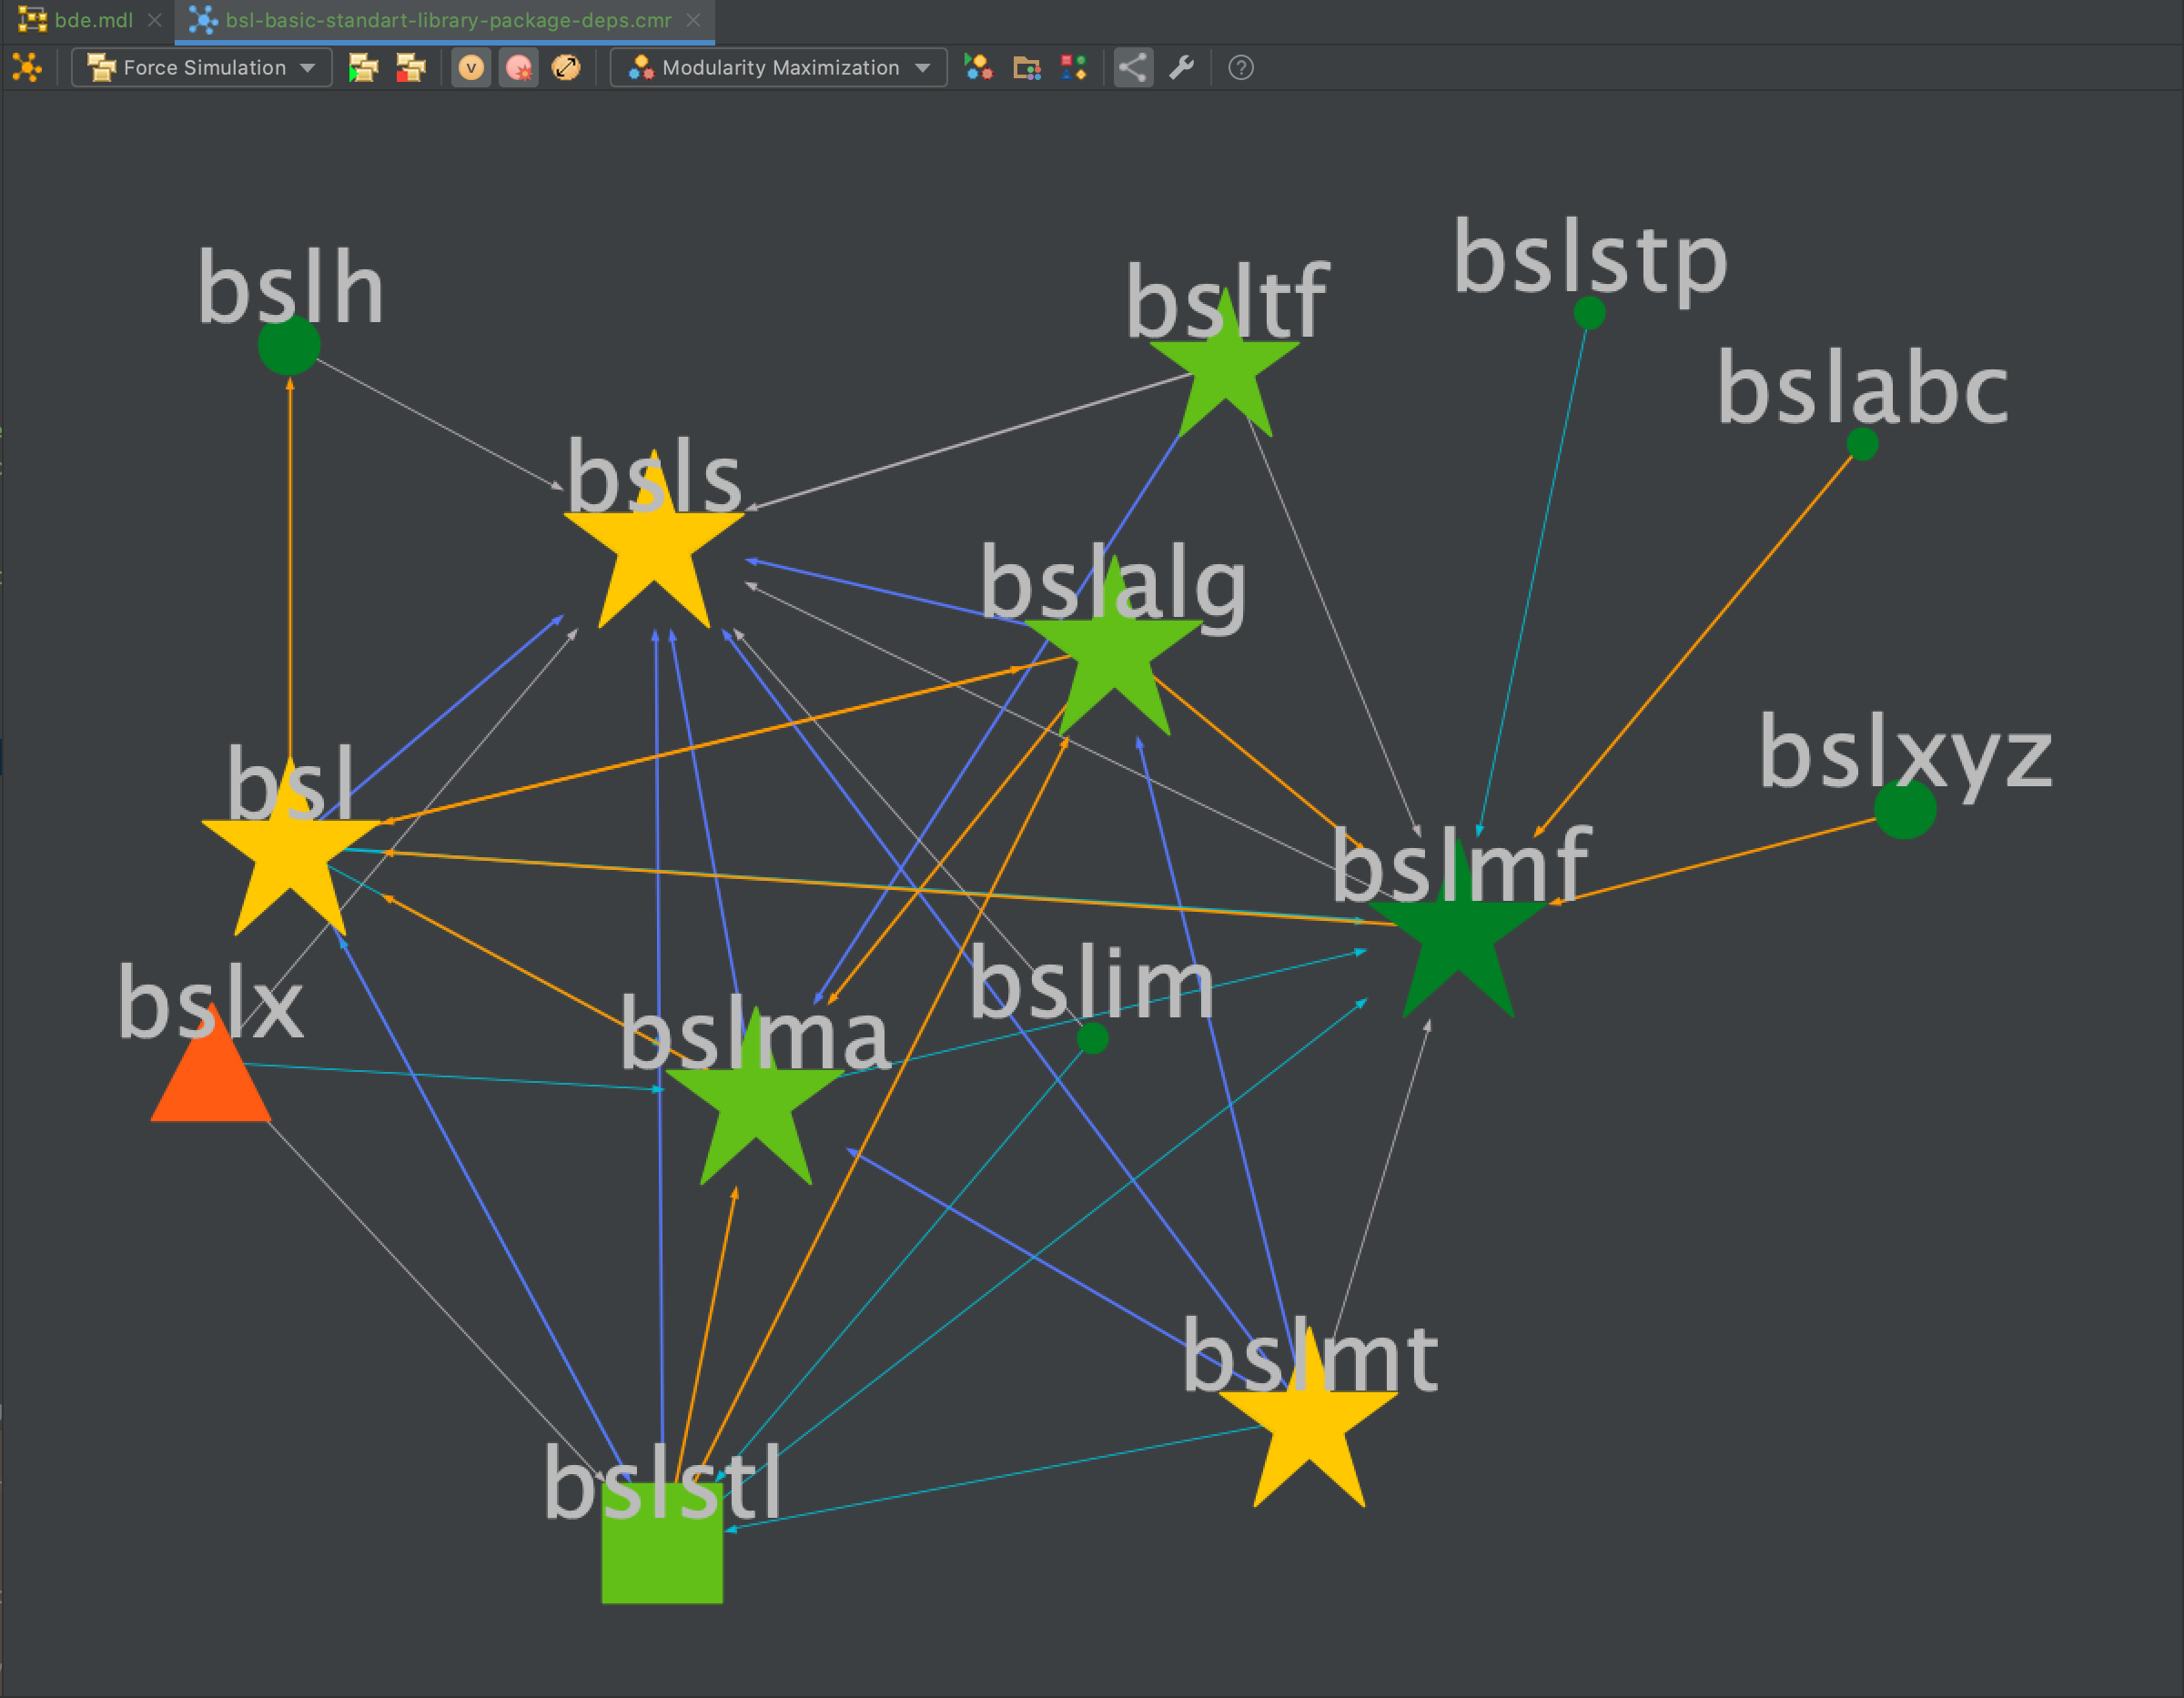 bde.mdl
bsl-basic-standart-library-package-deps.cmr
Force Simulation
V
Modularity Maximization
?
bslh
bsltf
bslstp
bslabc
bsls
bslalg
bslxyz
bsl
bslmf
bslx
bslma
bslim
bslmt
bslstl